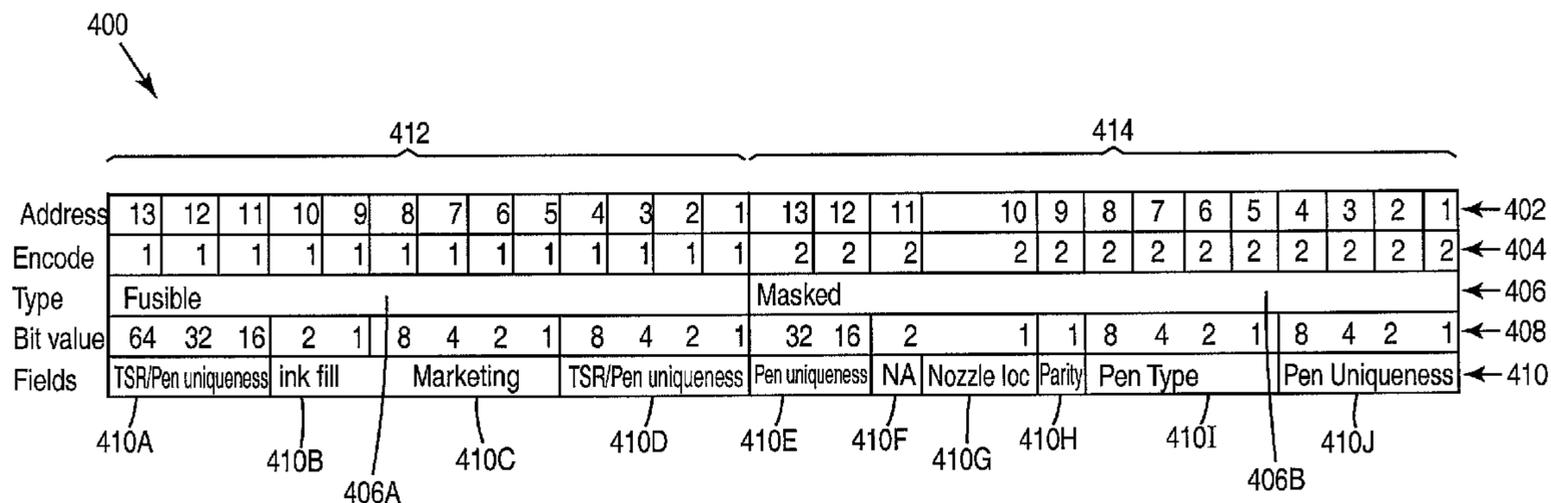 400
412 414
Address 13 12 11 10 9 8 7 6 5 4 3 2 1 13 12 11 10 9 8 7 6 5 4 3 2 1 402
Encode 1 1 1 1 1 1 1 1 1 1 1 1 1 2 2 2 2 2 2 2 2 2 2 2 2 2 404
Type Fusible Masked 406
Bit value 64 32 16 2 1 8 4 2 1 8 4 2 1 32 16 2 1 1 8 4 2 1 8 4 2 1 408
Fields TSR/Pen uniqueness ink fill Marketing TSR/Pen uniqueness Pen uniqueness NA Nozzle loc Parity Pen Type Pen Uniqueness 410
410A 410B 410C 410D 410E 410F 410G 410H 410I 410J
406A 406B